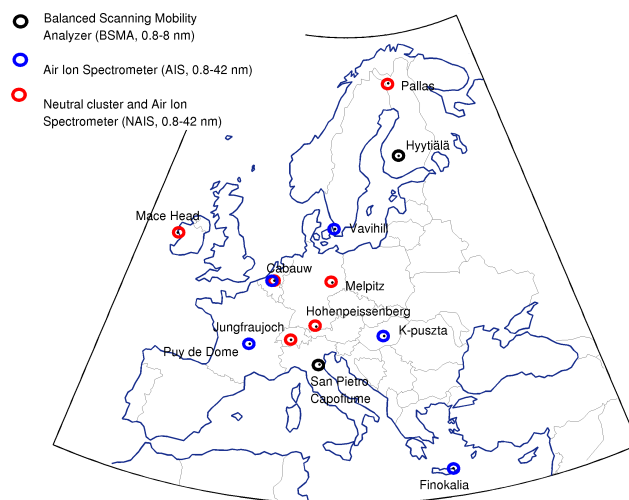 Balanced Scanning Mobility
Analyzer (BSMA, 0.8-8 nm)
Air Ion Spectrometer (AIS, 0.8-42 nm)
Neutral cluster and Air Ion
Spectrometer (NAIS, 0.8-42 nm)
Pallas
Hyytiälä
Mace Head
Vavihill
Cabauw
Melpitz
Hohenpeissenberg
Jungfraujoch
K-puszta
Puy de Dome
San Pietro
Capofiume
Finokalia